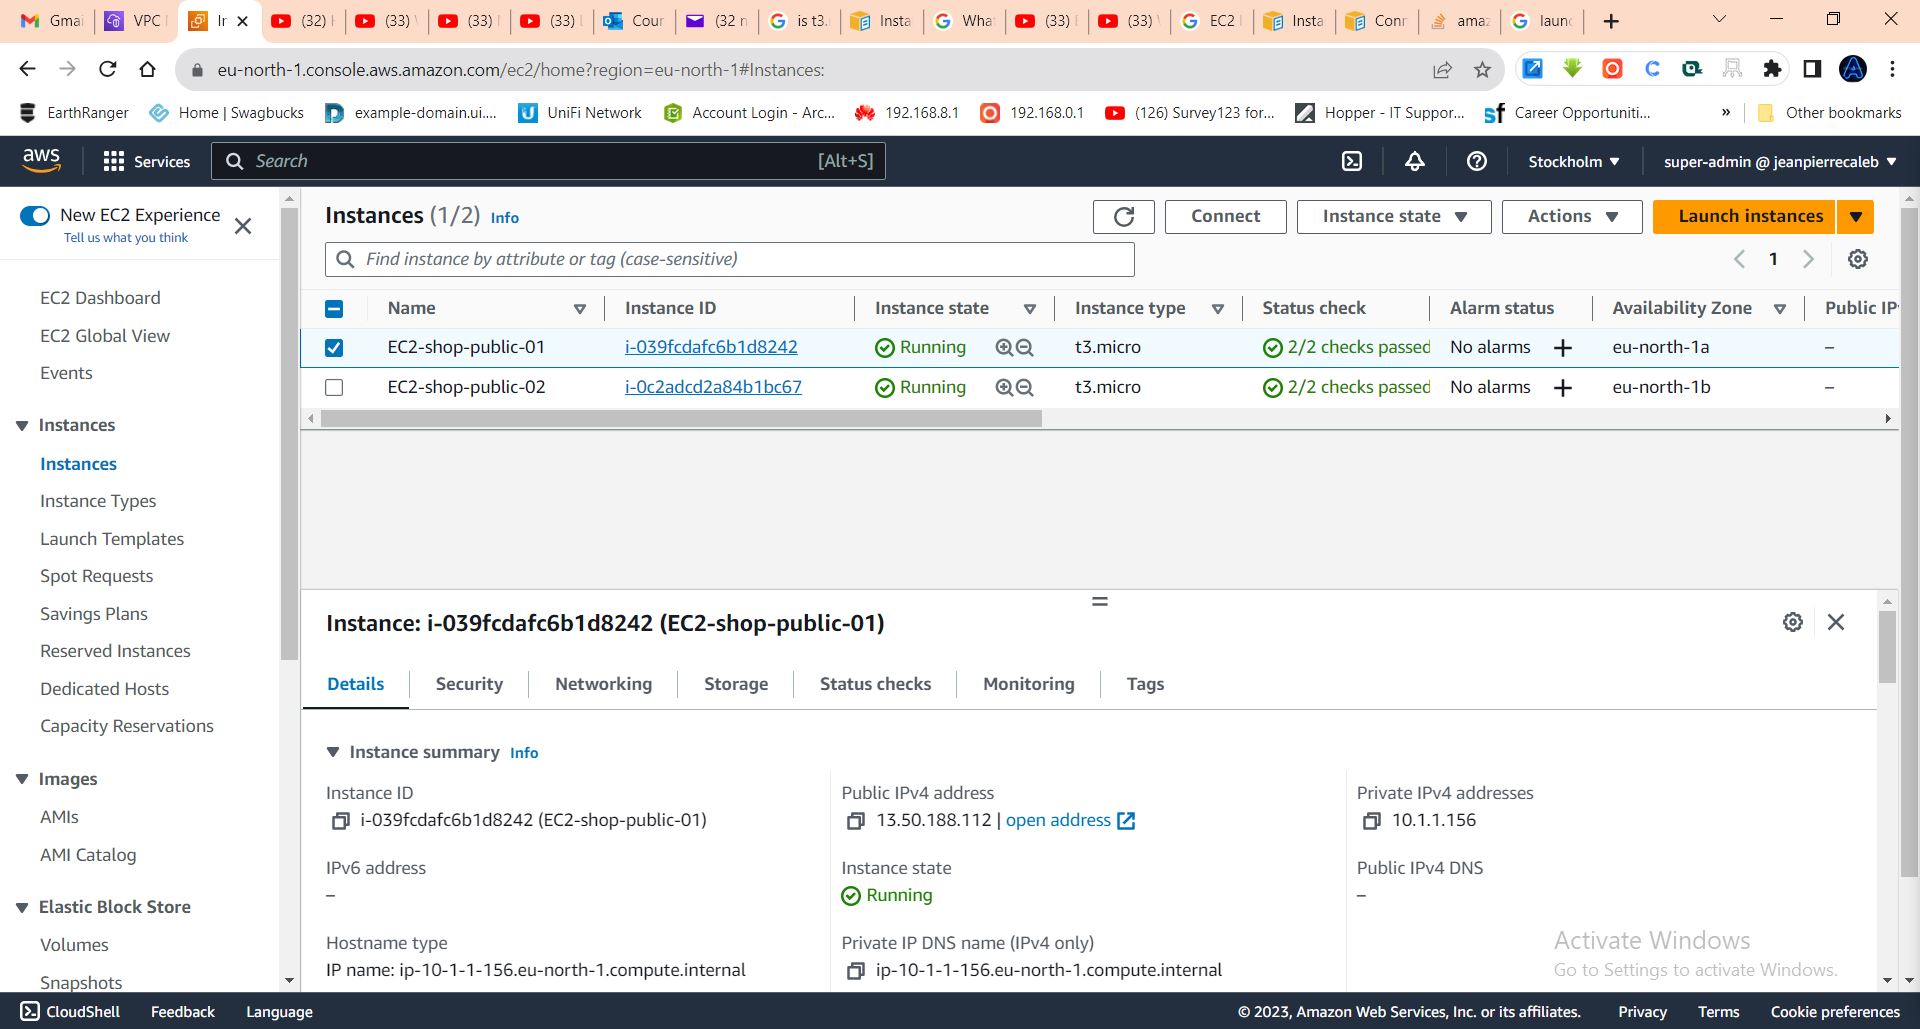 Gmai
VPC
In
(32)
(33)
(33)
(33)
Cour
(32 n
is t3.
Insta
Wha
(33)
(33)
EC2
Insta
Conr
amaz
laun
eu-north-1.console.aws.amazon.com/ec2/home?region=eu-north-1#Instances:
EarthRanger
Home | Swagbucks
example-domain.ui....
UniFi Network
Account Login - Arc...
192.168.8.1
192.168.0.1
(126) Survey123 for...
Hopper - IT Suppor...
Career Opportuniti...
»
Other bookmarks
aws
Services
Search
[Alt+S]
Stockholm
super-admin @ jeanpierrecaleb
New EC2 Experience
Tell us what you think
EC2 Dashboard
EC2 Global View
Events
Instances
Instances
Instance Types
Launch Templates
Spot Requests
Savings Plans
Reserved Instances
Dedicated Hosts
Capacity Reservations
Images
AMIs
AMI Catalog
Elastic Block Store
Volumes
Snapshots
Instances (1/2) Info
Connect
Instance state
Actions
Launch instances
Find instance by attribute or tag (case-sensitive)
1
Name Instance ID Instance state Instance type Status check Alarm status Availability Zone Public IP
EC2-shop-public-01 i-039fcdafc6b1d8242 Running t3.micro 2/2 checks passed No alarms + eu-north-1a –
EC2-shop-public-02 i-0c2adcd2a84b1bc67 Running t3.micro 2/2 checks passed No alarms + eu-north-1b –
Instance: i-039fcdafc6b1d8242 (EC2-shop-public-01)
Details Security Networking Storage Status checks Monitoring Tags
Instance summary Info
Instance ID
i-039fcdafc6b1d8242 (EC2-shop-public-01)
Public IPv4 address
13.50.188.112 | open address
Private IPv4 addresses
10.1.1.156
IPv6 address
–
Instance state
Running
Public IPv4 DNS
–
Hostname type
IP name: ip-10-1-1-156.eu-north-1.compute.internal
Private IP DNS name (IPv4 only)
ip-10-1-1-156.eu-north-1.compute.internal
Activate Windows
Go to Settings to activate Windows.
CloudShell
Feedback
Language
© 2023, Amazon Web Services, Inc. or its affiliates.
Privacy
Terms
Cookie preferences